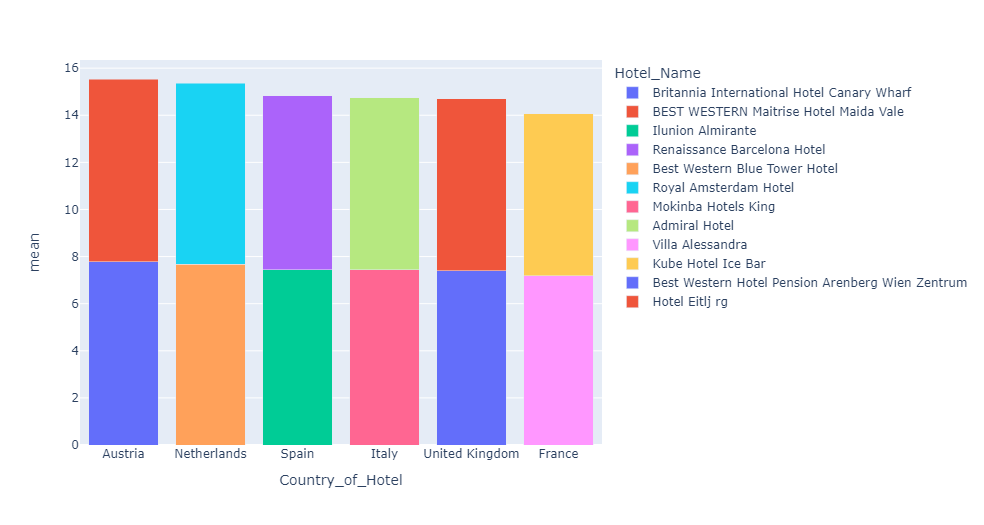 16
14
12
10
8
6
4
2
0
mean
Austria
Netherlands
Spain
Italy
United Kingdom
France
Country_of_Hotel
Hotel_Name
Britannia International Hotel Canary Wharf
BEST WESTERN Maitrise Hotel Maida Vale
Ilunion Almirante
Renaissance Barcelona Hotel
Best Western Blue Tower Hotel
Royal Amsterdam Hotel
Mokinba Hotels King
Admiral Hotel
Villa Alessandra
Kube Hotel Ice Bar
Best Western Hotel Pension Arenberg Wien Zentrum
Hotel Eitlj rg